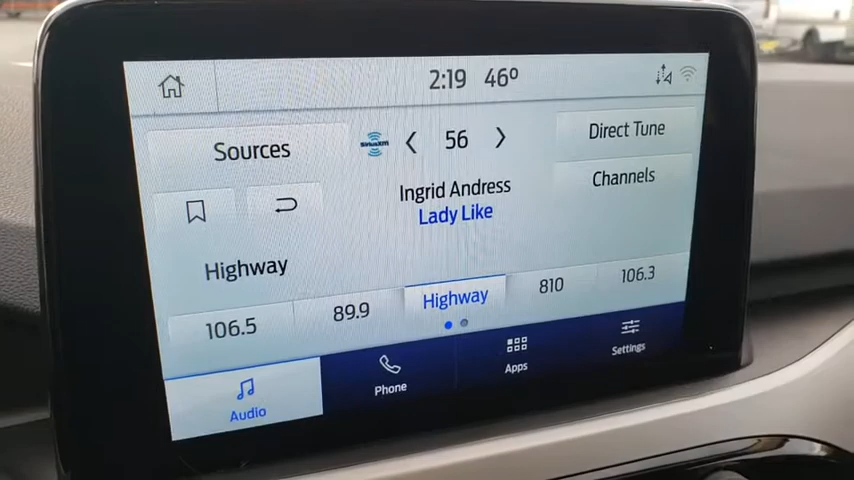 2:19 46°
Sources
SiriusXM
56
Direct Tune
Channels
Ingrid Andress
Lady Like
Highway
106.5
89.9
Highway
810
106.3
Audio
Phone
Apps
Settings